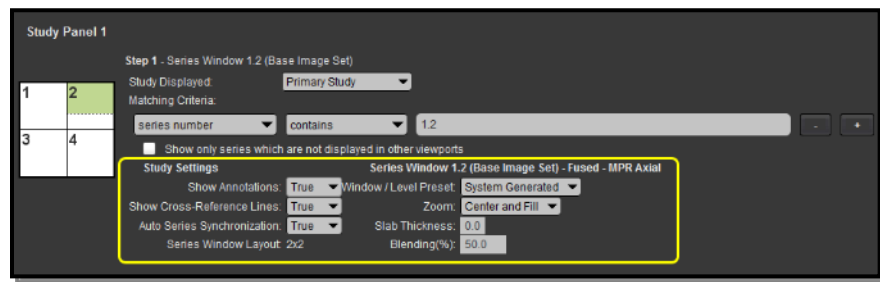 Study Panel 1
Step 1 - Series Window 1.2 (Base Image Set)
Study Displayed: Primary Study
Matching Criteria:
series number contains 1.2 - +
Show only series which are not displayed in other viewports
1 2
3 4
Study Settings Series Window 1.2 (Base Image Set) - Fused - MPR Axial
Show Annotations: True Window / Level Preset: System Generated
Show Cross-Reference Lines: True Zoom: Center and Fill
Auto Series Synchronization: True Slab Thickness: 0.0
Series Window Layout: 2x2 Blending(%): 50.0